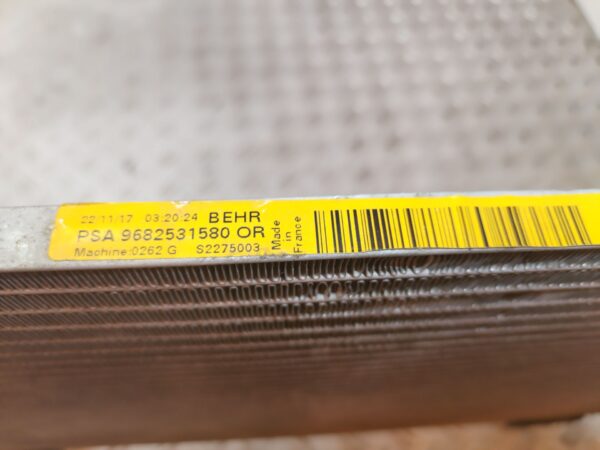 22.11.17 03:20:24 BEHR
PSA 9682531580 OR
Machine:0262 G S2275003
Made
in
France